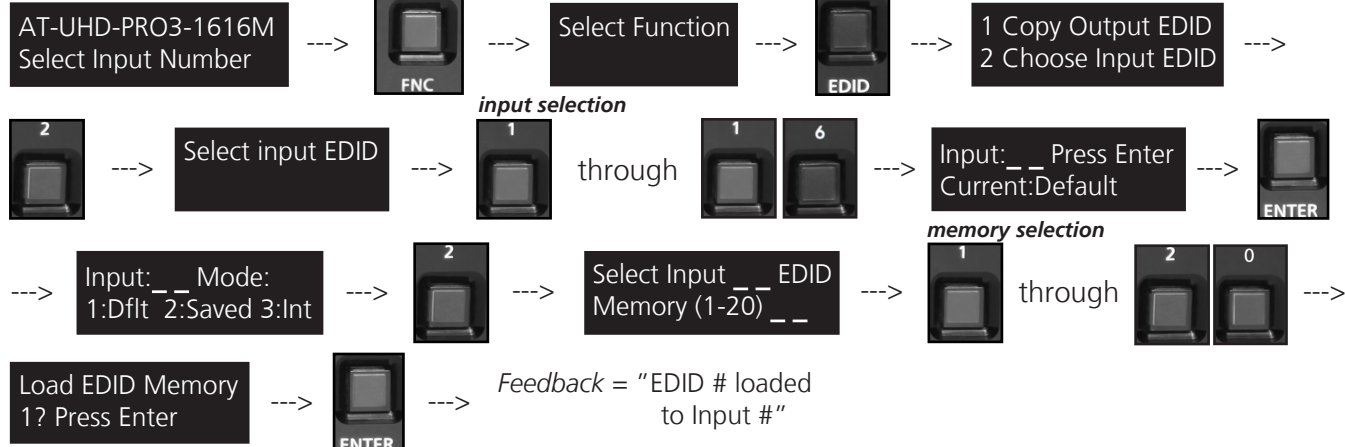 AT-UHD-PRO3-1616M
Select Input Number
--->
FNC
--->
Select Function
--->
EDID
--->
1 Copy Output EDID
2 Choose Input EDID
--->
2
--->
Select input EDID
--->
input selection
1
through
1 6
--->
Input:_ _ Press Enter
Current:Default
--->
ENTER
--->
Input:_ _ Mode:
1:Dflt 2:Saved 3:Int
--->
2
--->
Select Input _ _ EDID
Memory (1-20) _ _
--->
memory selection
1
through
2 0
--->
Load EDID Memory
1? Press Enter
--->
ENTER
--->
Feedback = "EDID # loaded
to Input #"